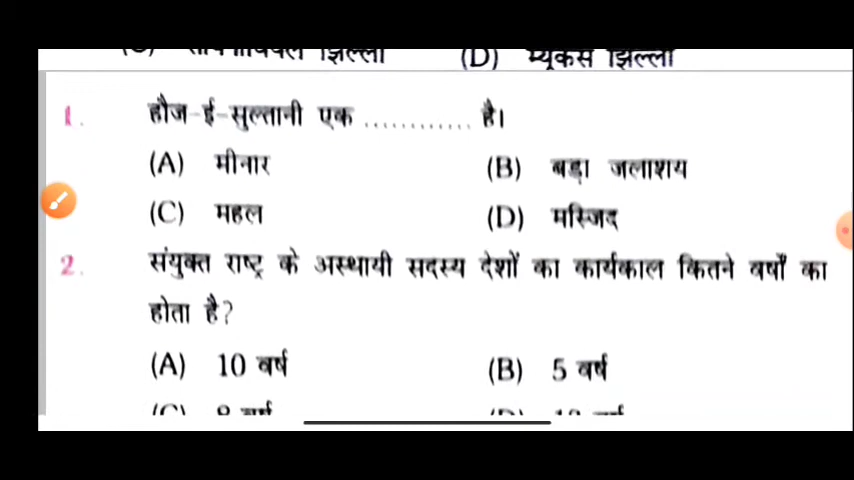 (D) म्यूकस झिल्ली
1. हौज-ई-सुल्तानी एक ............ है।
(A) मीनार (B) बड़ा जलाशय
(C) महल (D) मस्जिद
2. संयुक्त राष्ट्र के अस्थायी सदस्य देशों का कार्यकाल कितने वर्षों का
होता है?
(A) 10 वर्ष (B) 5 वर्ष